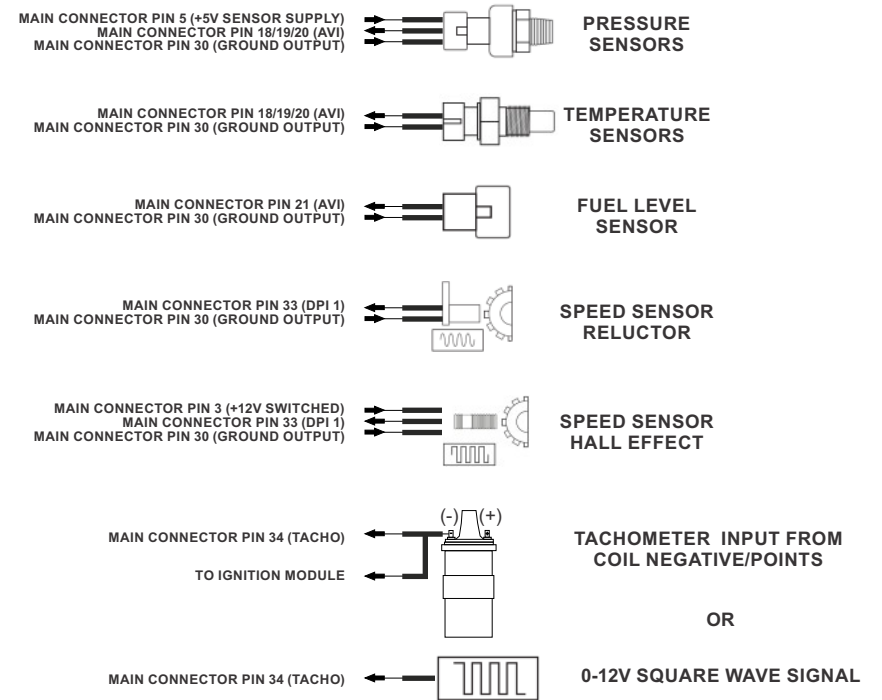 MAIN CONNECTOR PIN 5 (+5V SENSOR SUPPLY)
MAIN CONNECTOR PIN 18/19/20 (AVI)
MAIN CONNECTOR PIN 30 (GROUND OUTPUT)
PRESSURE
SENSORS
MAIN CONNECTOR PIN 18/19/20 (AVI)
MAIN CONNECTOR PIN 30 (GROUND OUTPUT)
TEMPERATURE
SENSORS
MAIN CONNECTOR PIN 21 (AVI)
MAIN CONNECTOR PIN 30 (GROUND OUTPUT)
FUEL LEVEL
SENSOR
MAIN CONNECTOR PIN 33 (DPI 1)
MAIN CONNECTOR PIN 30 (GROUND OUTPUT)
SPEED SENSOR
RELUCTOR
MAIN CONNECTOR PIN 3 (+12V SWITCHED)
MAIN CONNECTOR PIN 33 (DPI 1)
MAIN CONNECTOR PIN 30 (GROUND OUTPUT)
SPEED SENSOR
HALL EFFECT
(-) (+)
MAIN CONNECTOR PIN 34 (TACHO)
TO IGNITION MODULE
TACHOMETER INPUT FROM
COIL NEGATIVE/POINTS
OR
MAIN CONNECTOR PIN 34 (TACHO)
0-12V SQUARE WAVE SIGNAL